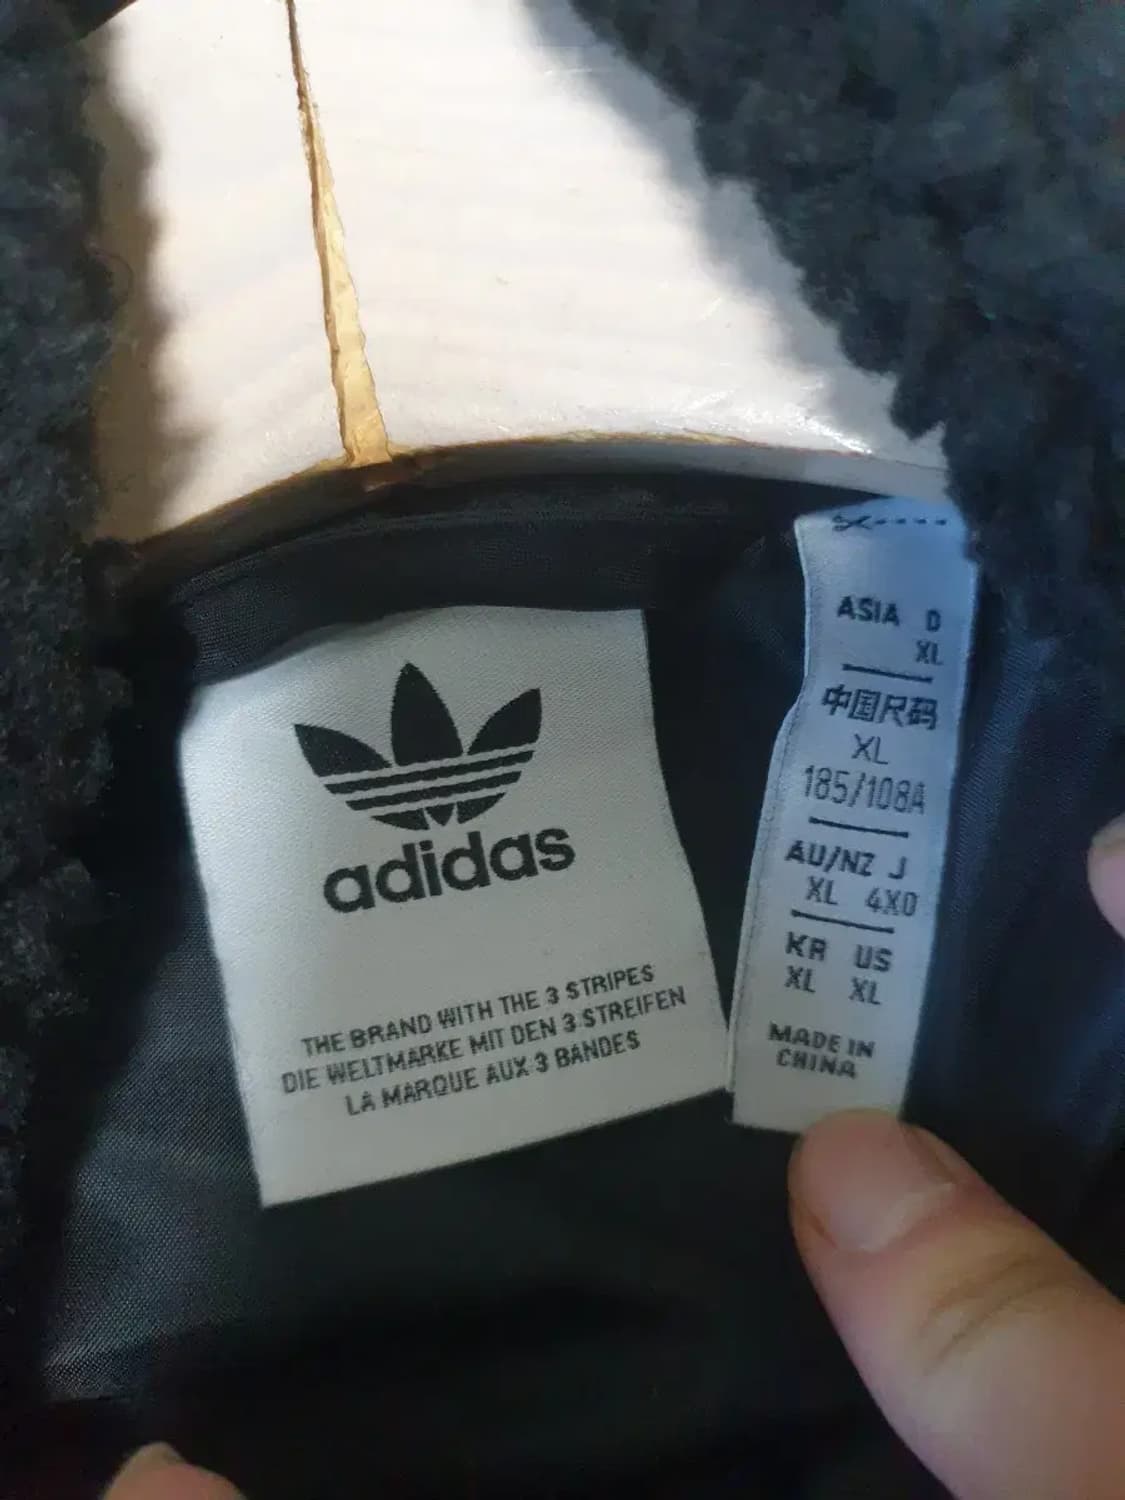 adidas
THE BRAND WITH THE 3 STRIPES
DIE WELTMARKE MIT DEN 3 STREIFEN
LA MARQUE AUX 3 BANDES
ASIA D
XL
中国尺码
XL
185/108A
AU/NZ J
XL 4XO
KR US
XL XL
MADE IN
CHINA